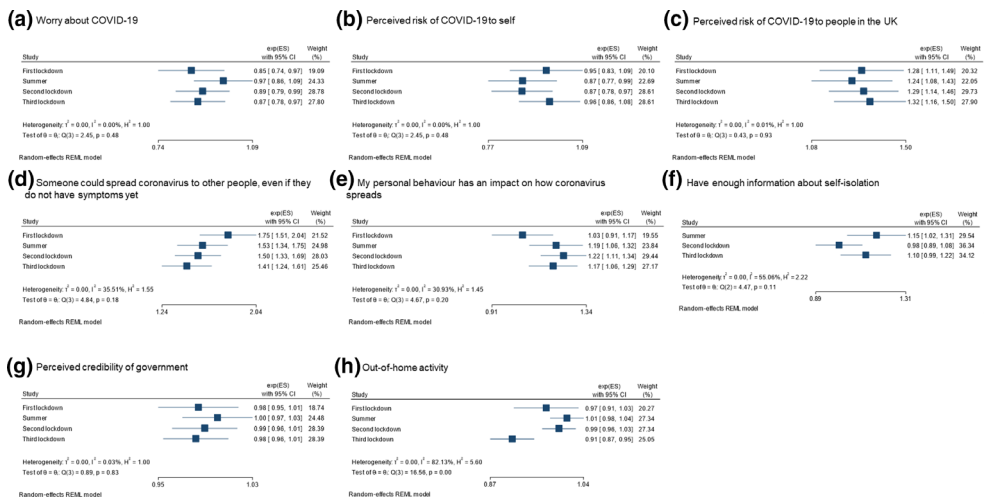 (a) Worry about COVID-19
exp(ES) Weight
Study with 95% CI (%)
First lockdown 0.85 [ 0.74, 0.97] 19.09
Summer 0.97 [ 0.86, 1.09] 24.33
Second lockdown 0.89 [ 0.79, 0.99] 28.78
Third lockdown 0.87 [ 0.78, 0.97] 27.80
Heterogeneity: τ² = 0.00, I² = 0.00%, H² = 1.00
Test of θ = θ: Q(3) = 2.45, p = 0.48
0.74 1.09
Random-effects REML model
(b) Perceived risk of COVID-19 to self
exp(ES) Weight
Study with 95% CI (%)
First lockdown 0.95 [ 0.83, 1.09] 20.10
Summer 0.87 [ 0.77, 0.99] 22.69
Second lockdown 0.87 [ 0.78, 0.97] 28.61
Third lockdown 0.96 [ 0.86, 1.08] 28.61
Heterogeneity: τ² = 0.00, I² = 0.00%, H² = 1.00
Test of θ = θ: Q(3) = 2.45, p = 0.48
0.77 1.09
Random-effects REML model
(c) Perceived risk of COVID-19 to people in the UK
exp(ES) Weight
Study with 95% CI (%)
First lockdown 1.28 [ 1.11, 1.49] 20.32
Summer 1.24 [ 1.08, 1.43] 22.05
Second lockdown 1.29 [ 1.14, 1.46] 29.73
Third lockdown 1.32 [ 1.16, 1.50] 27.90
Heterogeneity: τ² = 0.00, I² = 0.01%, H² = 1.00
Test of θ = θ: Q(3) = 0.43, p = 0.93
1.08 1.50
Random-effects REML model
(d) Someone could spread coronavirus to other people, even if they
do not have symptoms yet
exp(ES) Weight
Study with 95% CI (%)
First lockdown 1.75 [ 1.51, 2.04] 21.52
Summer 1.53 [ 1.34, 1.75] 24.98
Second lockdown 1.50 [ 1.33, 1.69] 28.03
Third lockdown 1.41 [ 1.24, 1.61] 25.46
Heterogeneity: τ² = 0.00, I² = 35.51%, H² = 1.55
Test of θ = θ: Q(3) = 4.84, p = 0.18
1.24 2.04
Random-effects REML model
(e) My personal behaviour has an impact on how coronavirus
spreads
exp(ES) Weight
Study with 95% CI (%)
First lockdown 1.03 [ 0.91, 1.17] 19.55
Summer 1.19 [ 1.06, 1.32] 23.84
Second lockdown 1.22 [ 1.11, 1.34] 29.44
Third lockdown 1.17 [ 1.06, 1.29] 27.17
Heterogeneity: τ² = 0.00, I² = 30.93%, H² = 1.45
Test of θ = θ: Q(3) = 4.67, p = 0.20
0.91 1.34
Random-effects REML model
(f) Have enough information about self-isolation
exp(ES) Weight
Study with 95% CI (%)
Summer 1.15 [ 1.02, 1.31] 29.54
Second lockdown 0.98 [ 0.89, 1.08] 36.34
Third lockdown 1.10 [ 0.99, 1.22] 34.12
Heterogeneity: τ² = 0.00, I² = 55.06%, H² = 2.22
Test of θ = θ: Q(2) = 4.47, p = 0.11
0.89 1.31
Random-effects REML model
(g) Perceived credibility of government
exp(ES) Weight
Study with 95% CI (%)
First lockdown 0.98 [ 0.95, 1.01] 18.74
Summer 1.00 [ 0.97, 1.03] 24.48
Second lockdown 0.99 [ 0.96, 1.01] 28.39
Third lockdown 0.98 [ 0.96, 1.01] 28.39
Heterogeneity: τ² = 0.00, I² = 0.03%, H² = 1.00
Test of θ = θ: Q(3) = 0.89, p = 0.83
0.95 1.03
Random-effects REML model
(h) Out-of-home activity
exp(ES) Weight
Study with 95% CI (%)
First lockdown 0.97 [ 0.91, 1.03] 20.27
Summer 1.01 [ 0.98, 1.04] 27.34
Second lockdown 0.99 [ 0.96, 1.03] 27.34
Third lockdown 0.91 [ 0.87, 0.95] 25.05
Heterogeneity: τ² = 0.00, I² = 82.13%, H² = 5.60
Test of θ = θ: Q(3) = 16.56, p = 0.00
0.87 1.04
Random-effects REML model